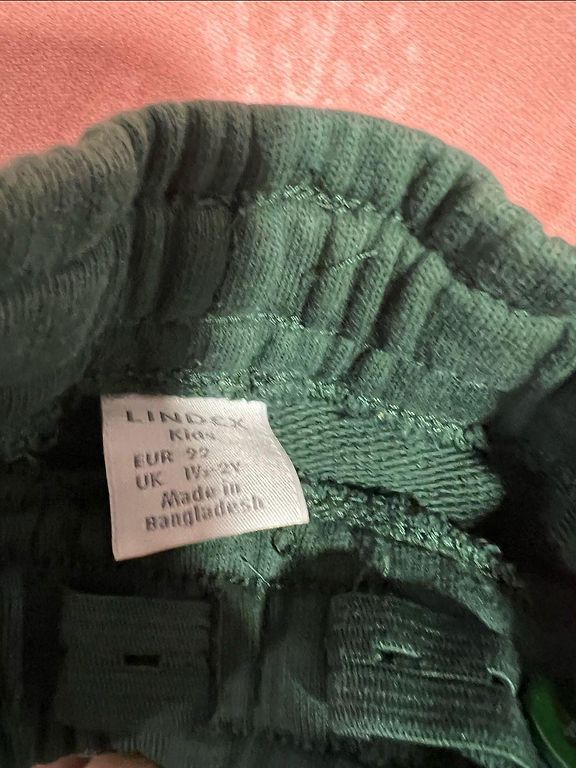 LINDEX
Kids
EUR 92
UK 1½-2Y
Made in
Bangladesh